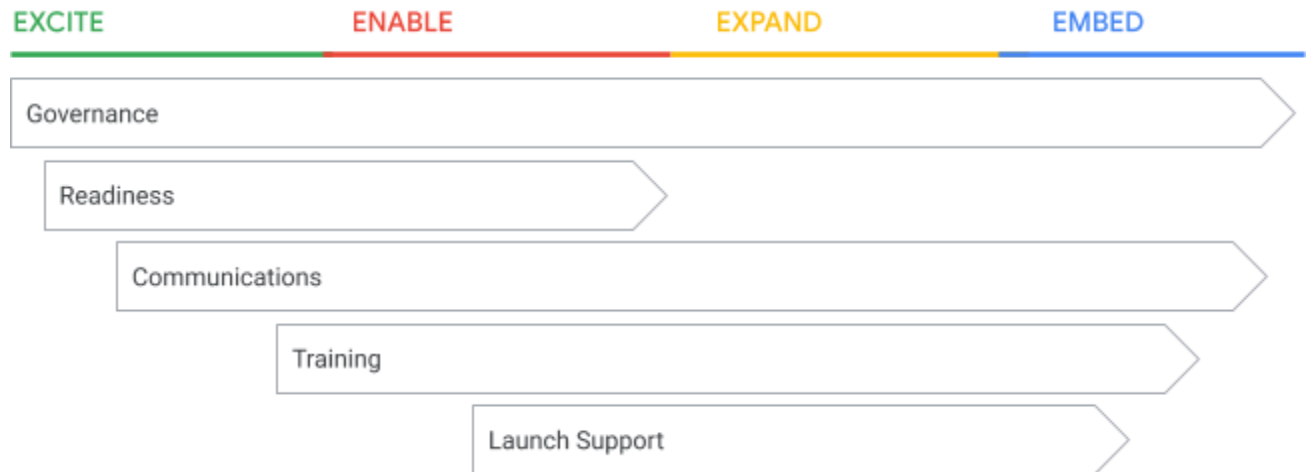 EXCITE ENABLE EXPAND EMBED
Governance
Readiness
Communications
Training
Launch Support